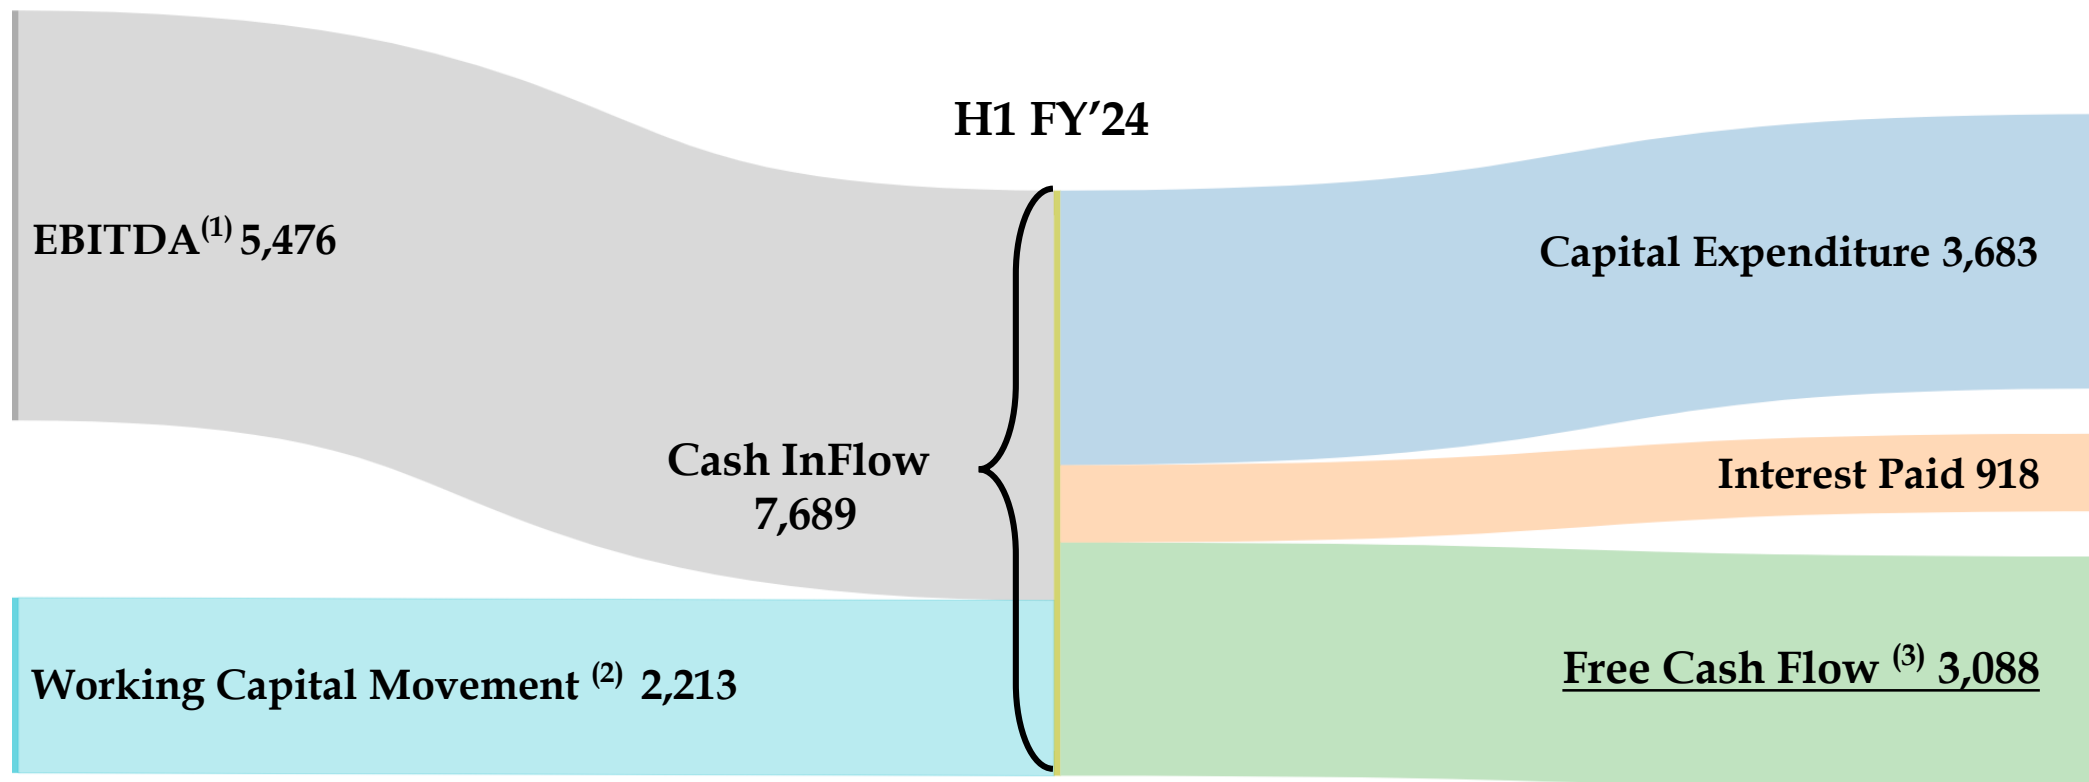 H1 FY’24
EBITDA(1) 5,476
Capital Expenditure 3,683
Cash InFlow
7,689
Interest Paid 918
Working Capital Movement (2) 2,213
Free Cash Flow (3) 3,088